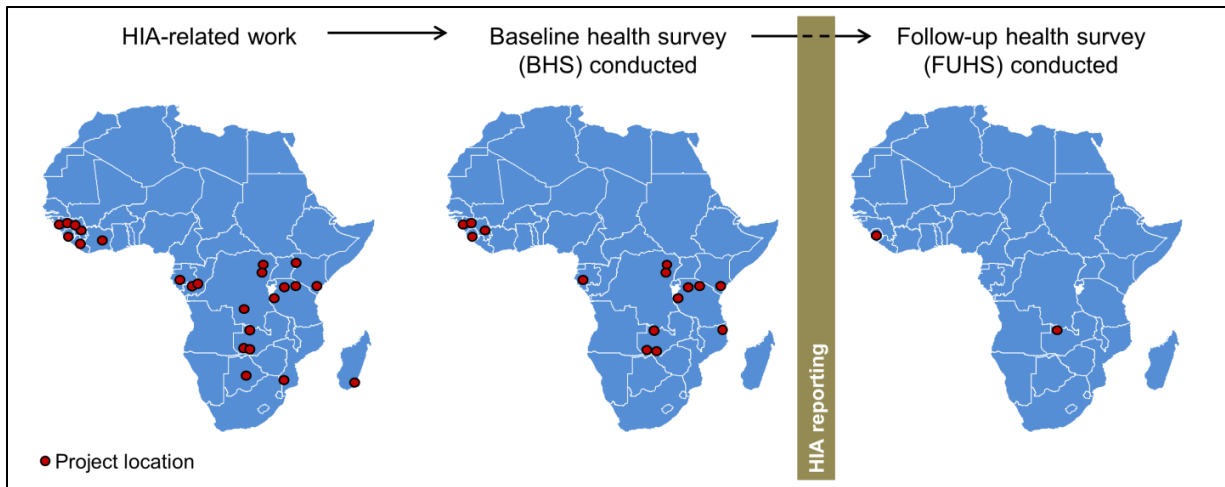 HIA-related work
Baseline health survey
(BHS) conducted
Follow-up health survey
(FUHS) conducted
HIA reporting
Project location